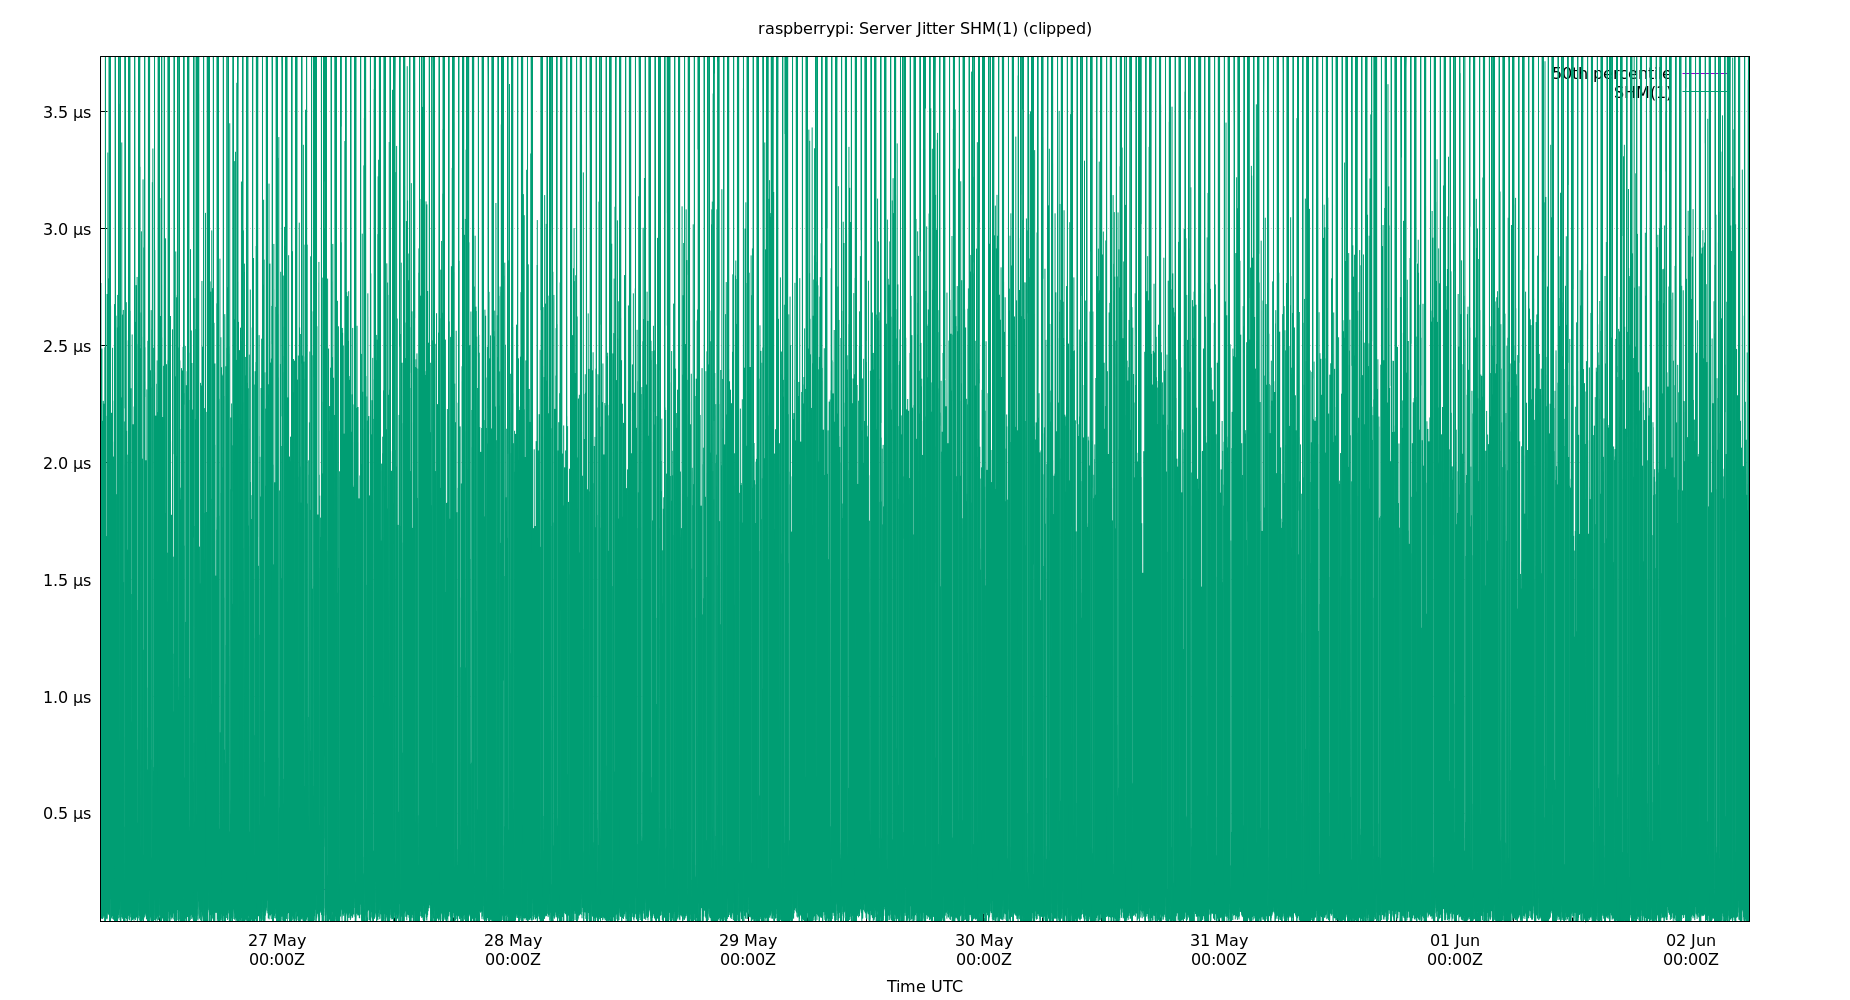 raspberrypi: Server Jitter SHM(1) (clipped)
50th percentile
SHM(1)
3.5 µs
3.0 µs
2.5 µs
2.0 µs
1.5 µs
1.0 µs
0.5 µs
27 May 28 May 29 May 30 May 31 May 01 Jun 02 Jun
00:00Z 00:00Z 00:00Z 00:00Z 00:00Z 00:00Z 00:00Z
Time UTC